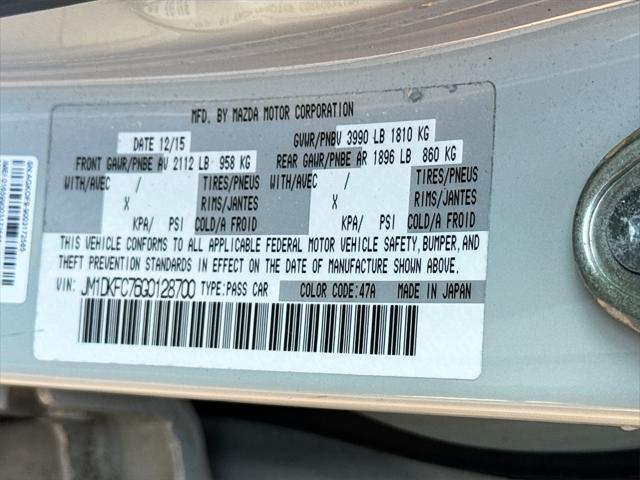 MFD. BY MAZDA MOTOR CORPORATION
DATE 12/15 GVWR/PNBV 3990 LB 1810 KG
FRONT GAWR/PNBE AV 2112 LB 958 KG REAR GAWR/PNBE AR 1896 LB 860 KG
WITH/AVEC / TIRES/PNEUS WITH/AVEC / TIRES/PNEUS
X RIMS/JANTES X RIMS/JANTES
KPA/ PSI COLD/A FROID KPA/ PSI COLD/A FROID
THIS VEHICLE CONFORMS TO ALL APPLICABLE FEDERAL MOTOR VEHICLE SAFETY, BUMPER, AND
THEFT PREVENTION STANDARDS IN EFFECT ON THE DATE OF MANUFACTURE SHOWN ABOVE.
VIN: JM1DKFC76G0128700 TYPE:PASS CAR COLOR CODE:47A MADE IN JAPAN